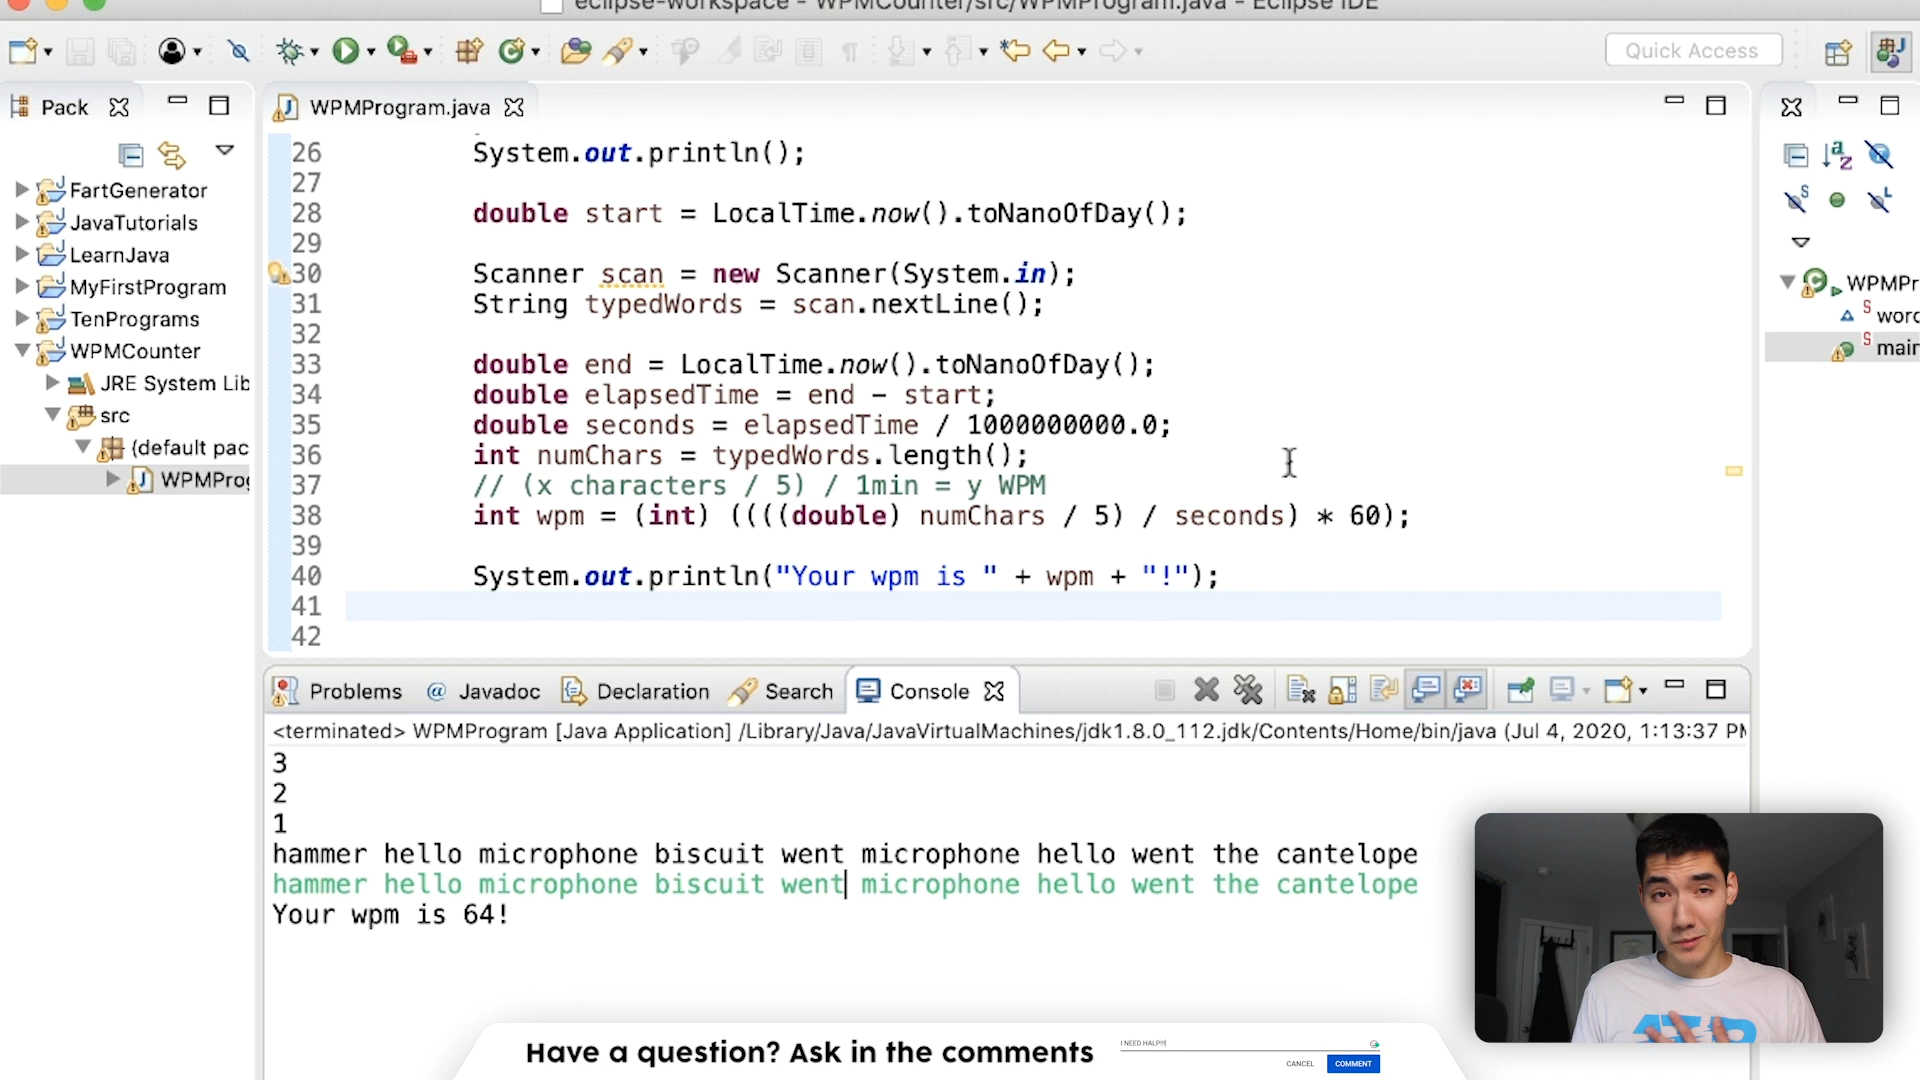 eclipse-workspace - WPMCounter/src/WPMProgram.java - Eclipse IDE
Quick Access
Pack
WPMProgram.java
FartGenerator
JavaTutorials
LearnJava
MyFirstProgram
TenPrograms
WPMCounter
JRE System Lib
src
(default pac
WPMProg
26 System.out.println();
27
28 double start = LocalTime.now().toNanoOfDay();
29
30 Scanner scan = new Scanner(System.in);
31 String typedWords = scan.nextLine();
32
33 double end = LocalTime.now().toNanoOfDay();
34 double elapsedTime = end - start;
35 double seconds = elapsedTime / 1000000000.0;
36 int numChars = typedWords.length();
37 // (x characters / 5) / 1min = y WPM
38 int wpm = (int) ((((double) numChars / 5) / seconds) * 60);
39
40 System.out.println("Your wpm is " + wpm + "!");
41
42
WPMPr
word
main
Problems @ Javadoc Declaration Search Console
<terminated> WPMProgram [Java Application] /Library/Java/JavaVirtualMachines/jdk1.8.0_112.jdk/Contents/Home/bin/java (Jul 4, 2020, 1:13:37 PM
3
2
1
hammer hello microphone biscuit went microphone hello went the cantelope
hammer hello microphone biscuit went microphone hello went the cantelope
Your wpm is 64!
Have a question? Ask in the comments
I NEED HALP!!!
CANCEL COMMENT